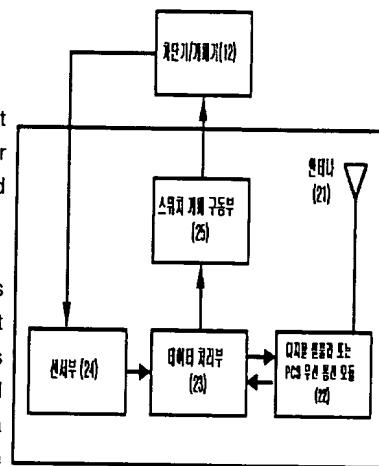 차단기/개폐기(12)
안테나
(21)
스위치 개폐 구동부
(25)
센서부 (24)
데이터 처리부
(23)
디지탈 셀룰라 또는
PCS 무선 통신 모듈
(22)